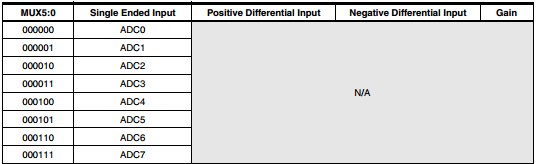 MUX5:0 Single Ended Input Positive Differential Input Negative Differential Input Gain
000000 ADC0
000001 ADC1
000010 ADC2
000011 ADC3
N/A
000100 ADC4
000101 ADC5
000110 ADC6
000111 ADC7